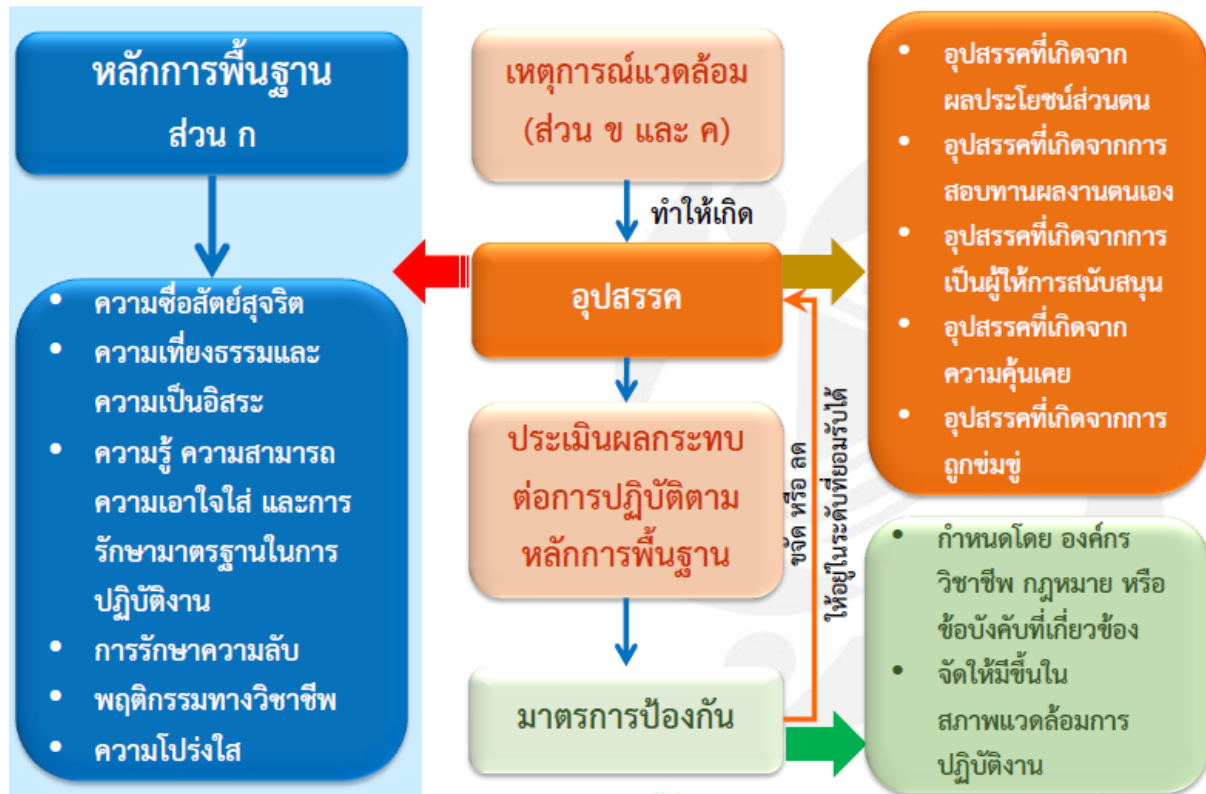 หลักการพื้นฐาน
ส่วน ก
• ความซื่อสัตย์สุจริต
• ความเที่ยงธรรมและ
ความเป็นอิสระ
• ความรู้ ความสามารถ
ความเอาใจใส่ และการ
รักษามาตรฐานในการ
ปฏิบัติงาน
• การรักษาความลับ
• พฤติกรรมทางวิชาชีพ
• ความโปร่งใส
เหตุการณ์แวดล้อม
(ส่วน ข และ ค)
ทำให้เกิด
อุปสรรค
ประเมินผลกระทบ
ต่อการปฏิบัติตาม
หลักการพื้นฐาน
มาตรการป้องกัน
ขจัด หรือ ลด
ให้อยู่ในระดับที่ยอมรับได้
• อุปสรรคที่เกิดจาก
ผลประโยชน์ส่วนตน
• อุปสรรคที่เกิดจากการ
สอบทานผลงานตนเอง
• อุปสรรคที่เกิดจากการ
เป็นผู้ให้การสนับสนุน
• อุปสรรคที่เกิดจาก
ความคุ้นเคย
• อุปสรรคที่เกิดจากการ
ถูกข่มขู่
• กำหนดโดย องค์กร
วิชาชีพ กฎหมาย หรือ
ข้อบังคับที่เกี่ยวข้อง
• จัดให้มีขึ้นใน
สภาพแวดล้อมการ
ปฏิบัติงาน